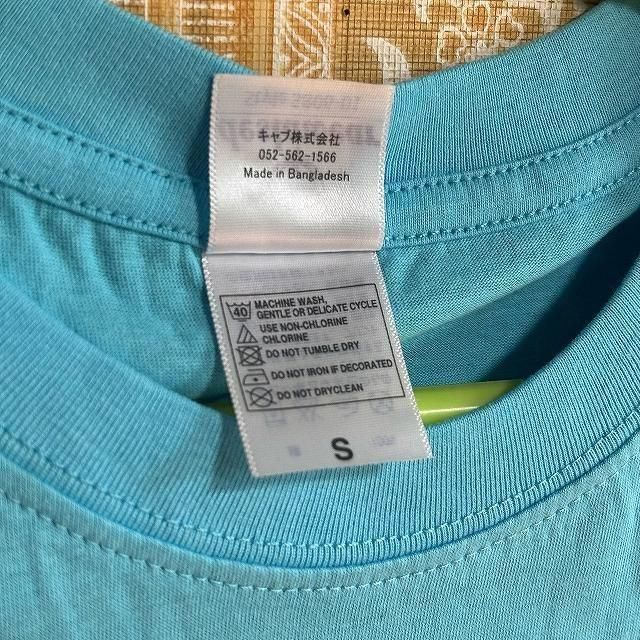 キャブ株式会社
052-562-1566
Made in Bangladesh
40 MACHINE WASH,
GENTLE OR DELICATE CYCLE
USE NON-CHLORINE
CHLORINE
DO NOT TUMBLE DRY
DO NOT IRON IF DECORATED
DO NOT DRYCLEAN
S